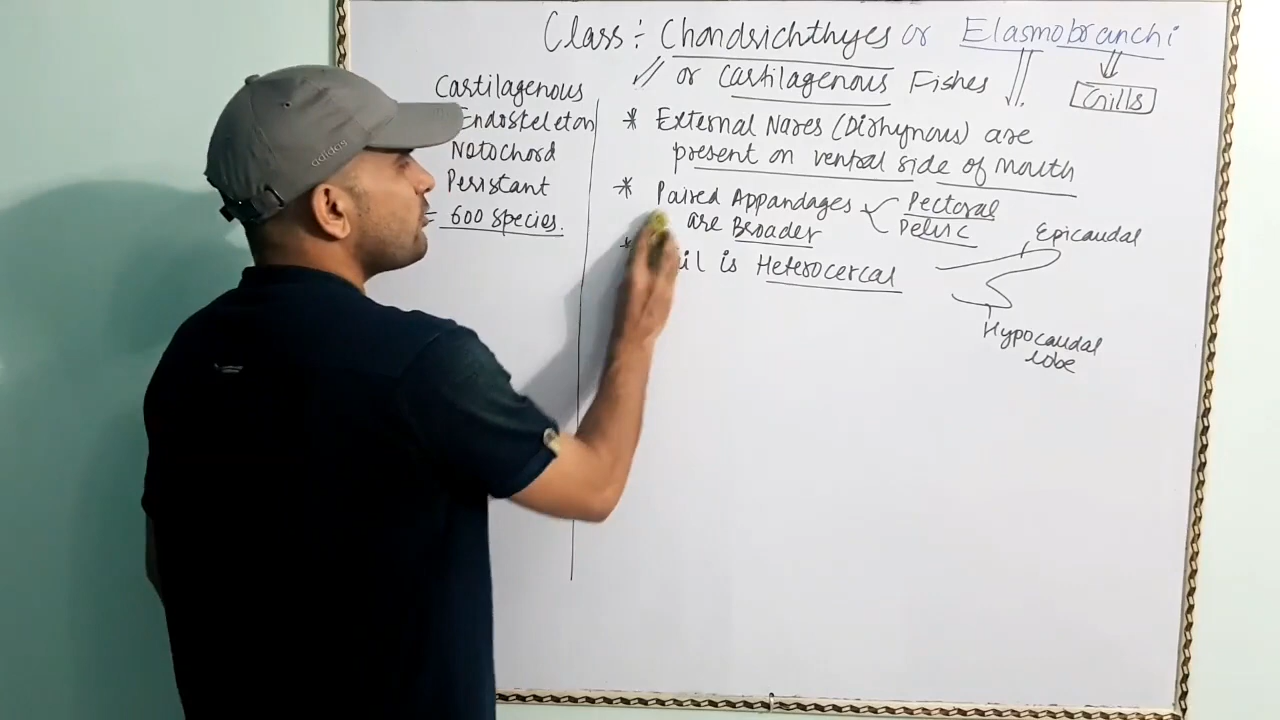 Class:- Chondrichthyes or Elasmobranchi
or Cartilagenous Fishes
Gills
Cartilagenous
Endoskeleton
Notochord
Persistant
= 600 species.
* External Nares (Dirhynous) are
present on ventral side of mouth
* Paired Appandages
are Broader
Pectoral
Pelvic
* is Heterocercal
Epicaudal
Hypocaudal
lobe
adidas